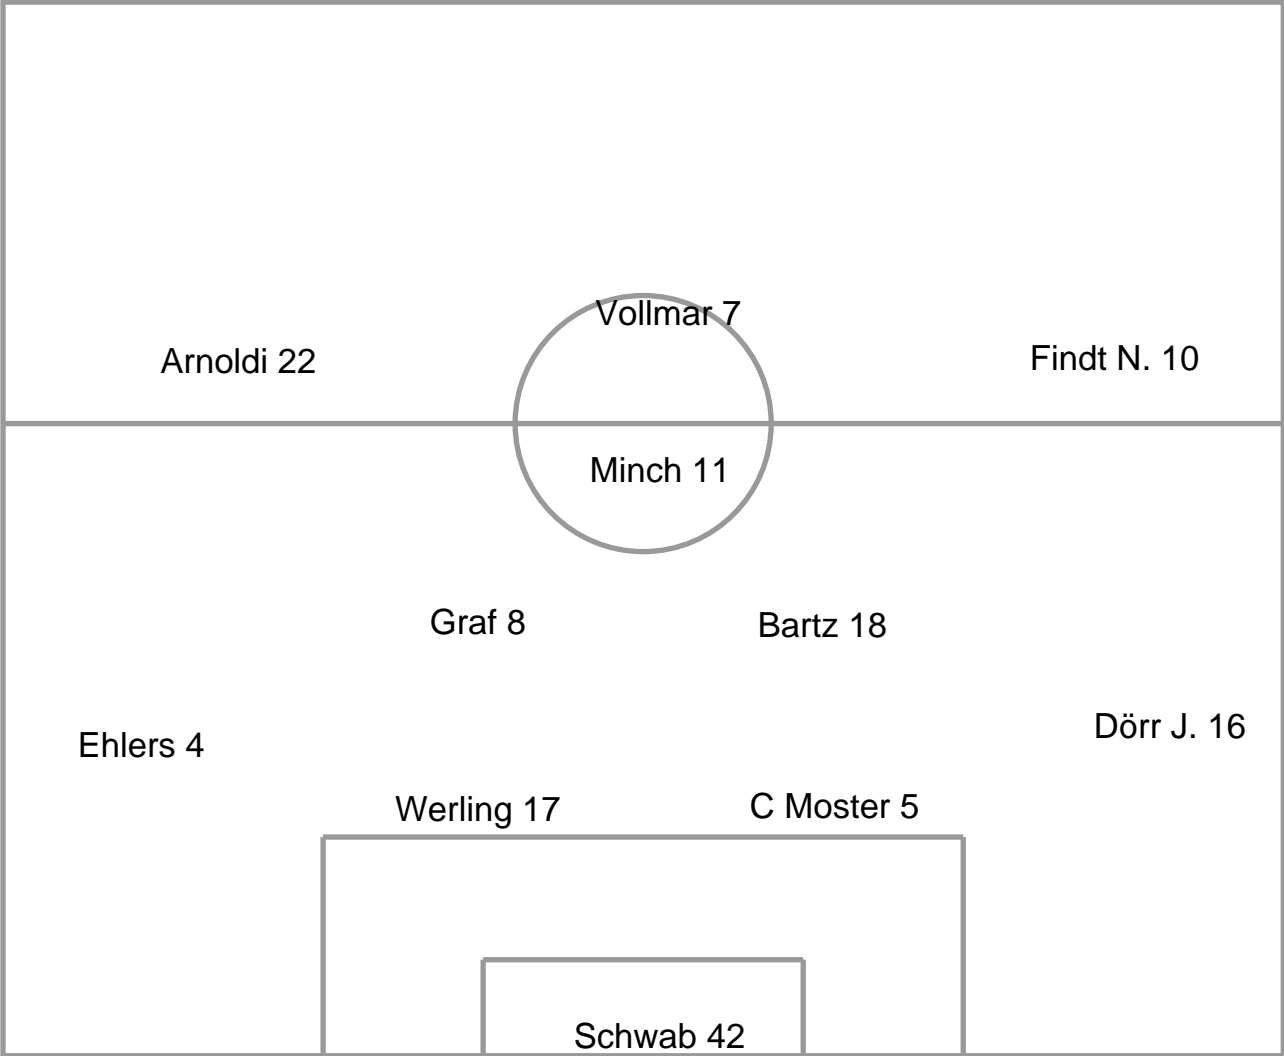 Vollmar 7
Arnoldi 22
Findt N. 10
Minch 11
Graf 8
Bartz 18
Dörr J. 16
Ehlers 4
Werling 17
C Moster 5
Schwab 42